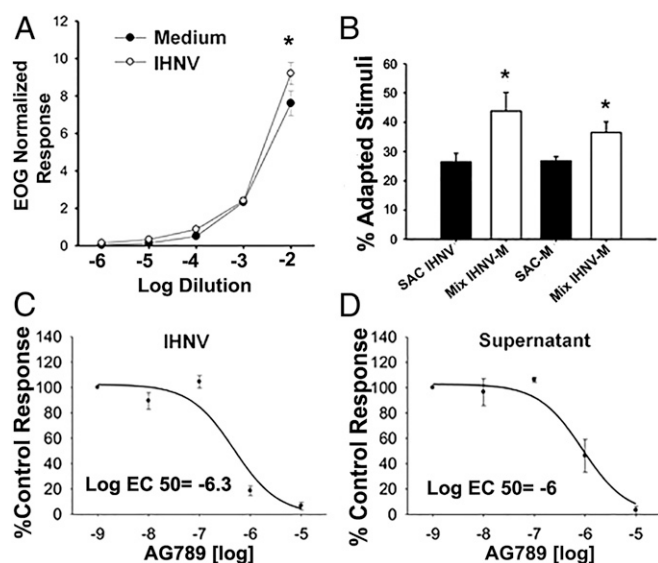 A
EOG Normalized
Response
12
10
8
6
4
2
0
Medium
IHNV
*
-6 -5 -4 -3 -2
Log Dilution
B
% Adapted Stimuli
60
50
40
30
20
10
0
*
*
SAC IHNV
Mix IHNV-M
SAC-M
Mix IHNV-M
C
%Control Response
140
120
100
80
60
40
20
0
IHNV
Log EC 50= -6.3
-9 -8 -7 -6 -5
AG789 [log]
D
% Control Response
140
120
100
80
60
40
20
0
Supernatant
Log EC 50= -6
-9 -8 -7 -6 -5
AG789 [log]